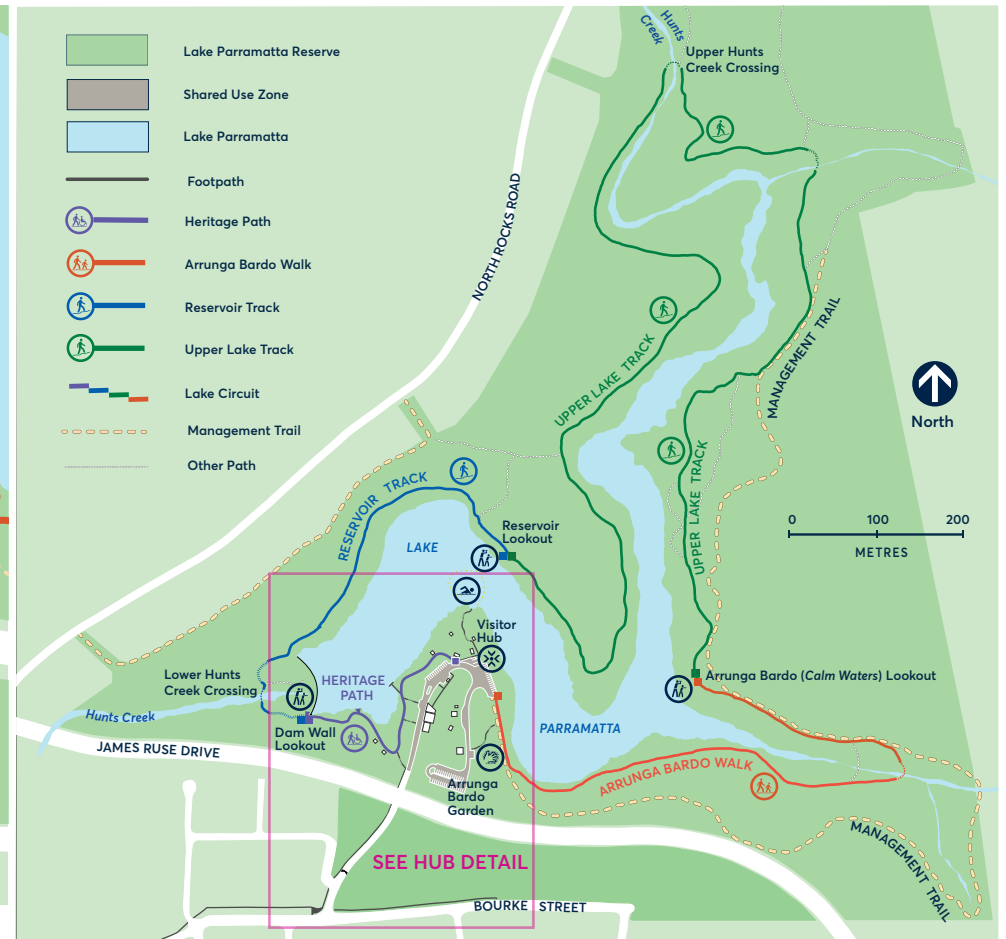 Lake Parramatta Reserve
Shared Use Zone
Lake Parramatta
Footpath
Heritage Path
Arrunga Bardo Walk
Reservoir Track
Upper Lake Track
Lake Circuit
Management Trail
Other Path
Hunts
Creek
Upper Hunts
Creek Crossing
NORTH ROCKS ROAD
MANAGEMENT TRAIL
North
UPPER LAKE TRACK
UPPER LAKE TRACK
0 100 200
METRES
RESERVOIR TRACK
LAKE
Reservoir
Lookout
Visitor
Hub
Lower Hunts
Creek Crossing
HERITAGE
PATH
Hunts Creek
Dam Wall
Lookout
JAMES RUSE DRIVE
Arrunga Bardo (Calm Waters) Lookout
PARRAMATTA
ARRUNGA BARDO WALK
Arrunga
Bardo
Garden
MANAGEMENT TRAIL
SEE HUB DETAIL
BOURKE STREET